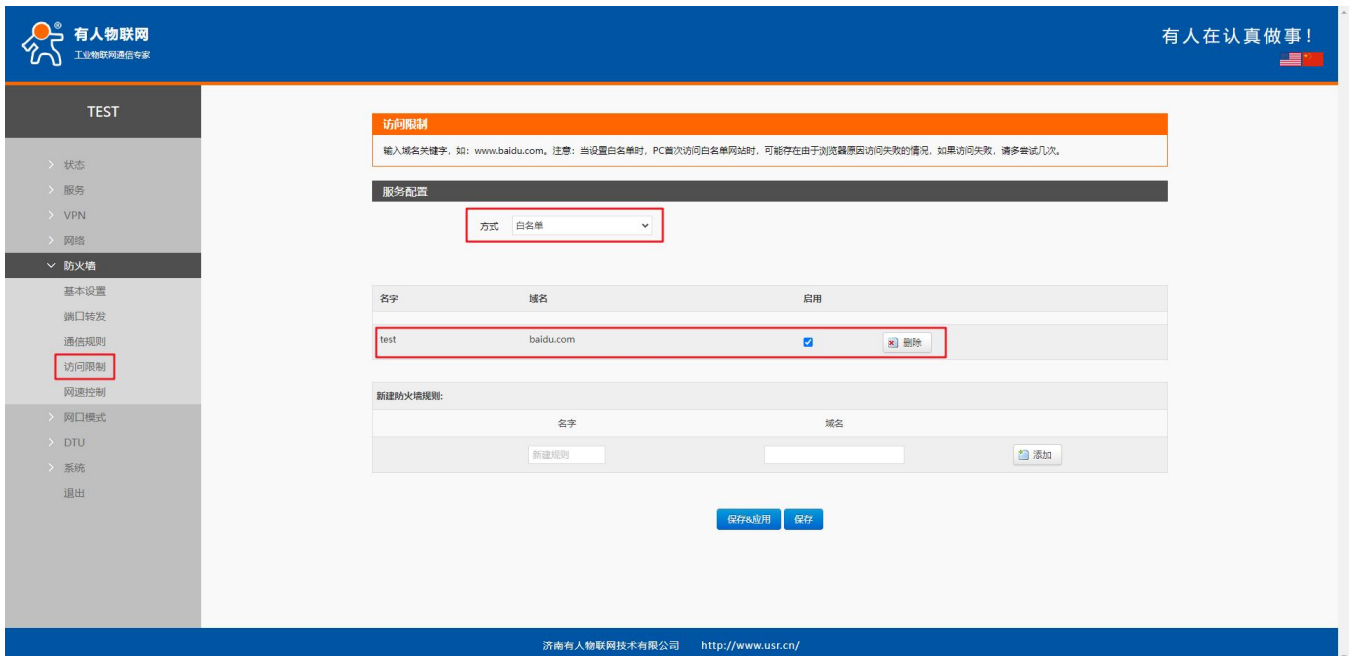 有人物联网
工业物联网通信专家
有人在认真做事！
TEST
状态
服务
VPN
网络
防火墙
基本设置
端口转发
通信规则
访问限制
网速控制
网口模式
DTU
系统
退出
访问限制
输入域名关键字，如：www.baidu.com。注意：当设置白名单时，PC首次访问白名单网站时，可能存在由于浏览器原因访问失败的情况，如果访问失败，请多尝试几次。
服务配置
方式 白名单
名字 域名 启用
test baidu.com 删除
新建防火墙规则:
名字 域名
新建规则 添加
保存&应用 保存
济南有人物联网技术有限公司 http://www.usr.cn/